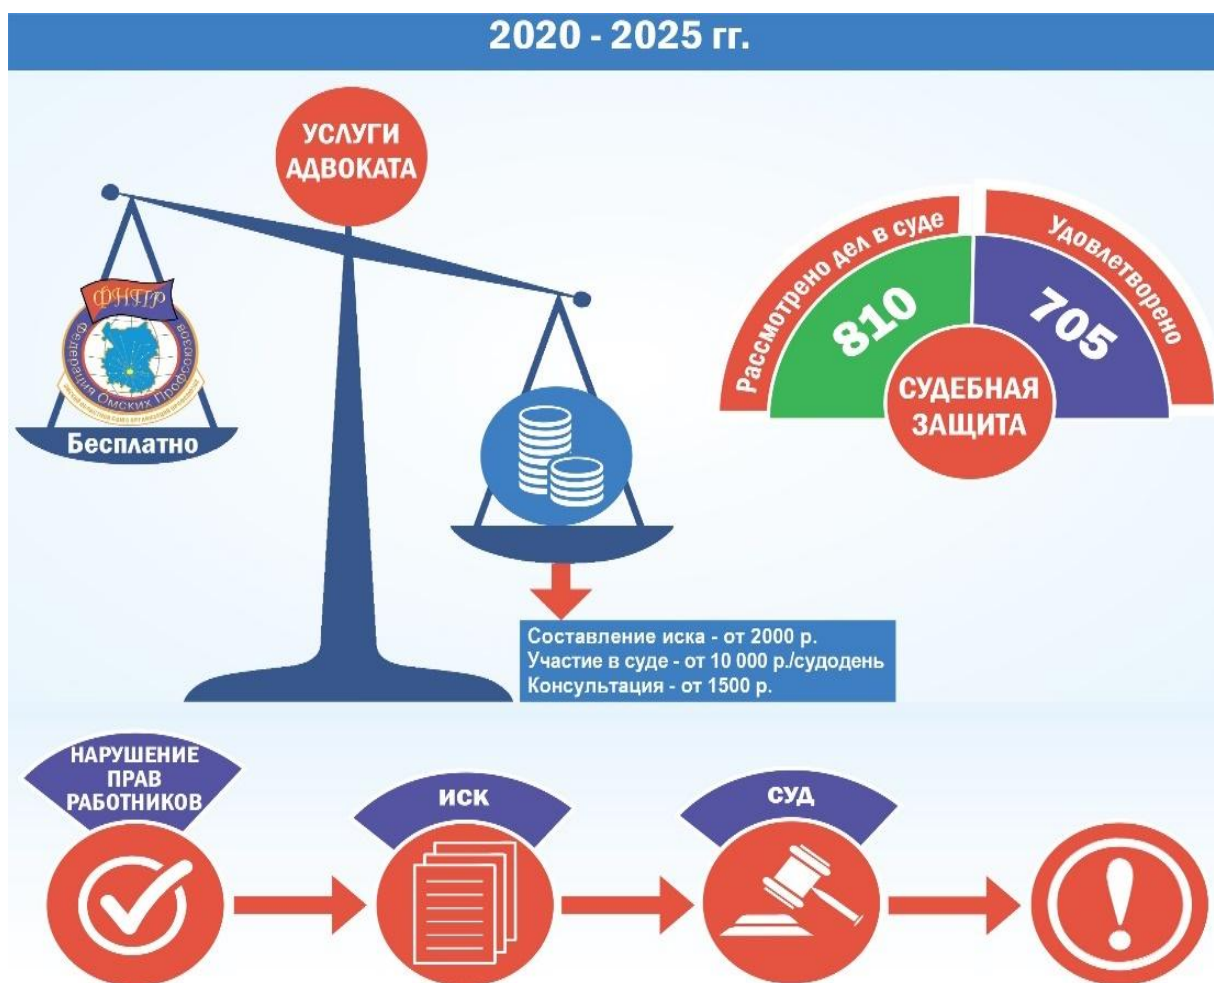 2020 - 2025 гг.
УСЛУГИ
АДВОКАТА
ФНПР
Федерация Омских Профсоюзов
Бесплатно
Рассмотрено дел в суде
Удовлетворено
810
705
СУДЕБНАЯ
ЗАЩИТА
Составление иска - от 2000 р.
Участие в суде - от 10 000 р./судодень
Консультация - от 1500 р.
НАРУШЕНИЕ
ПРАВ
РАБОТНИКОВ
ИСК
СУД